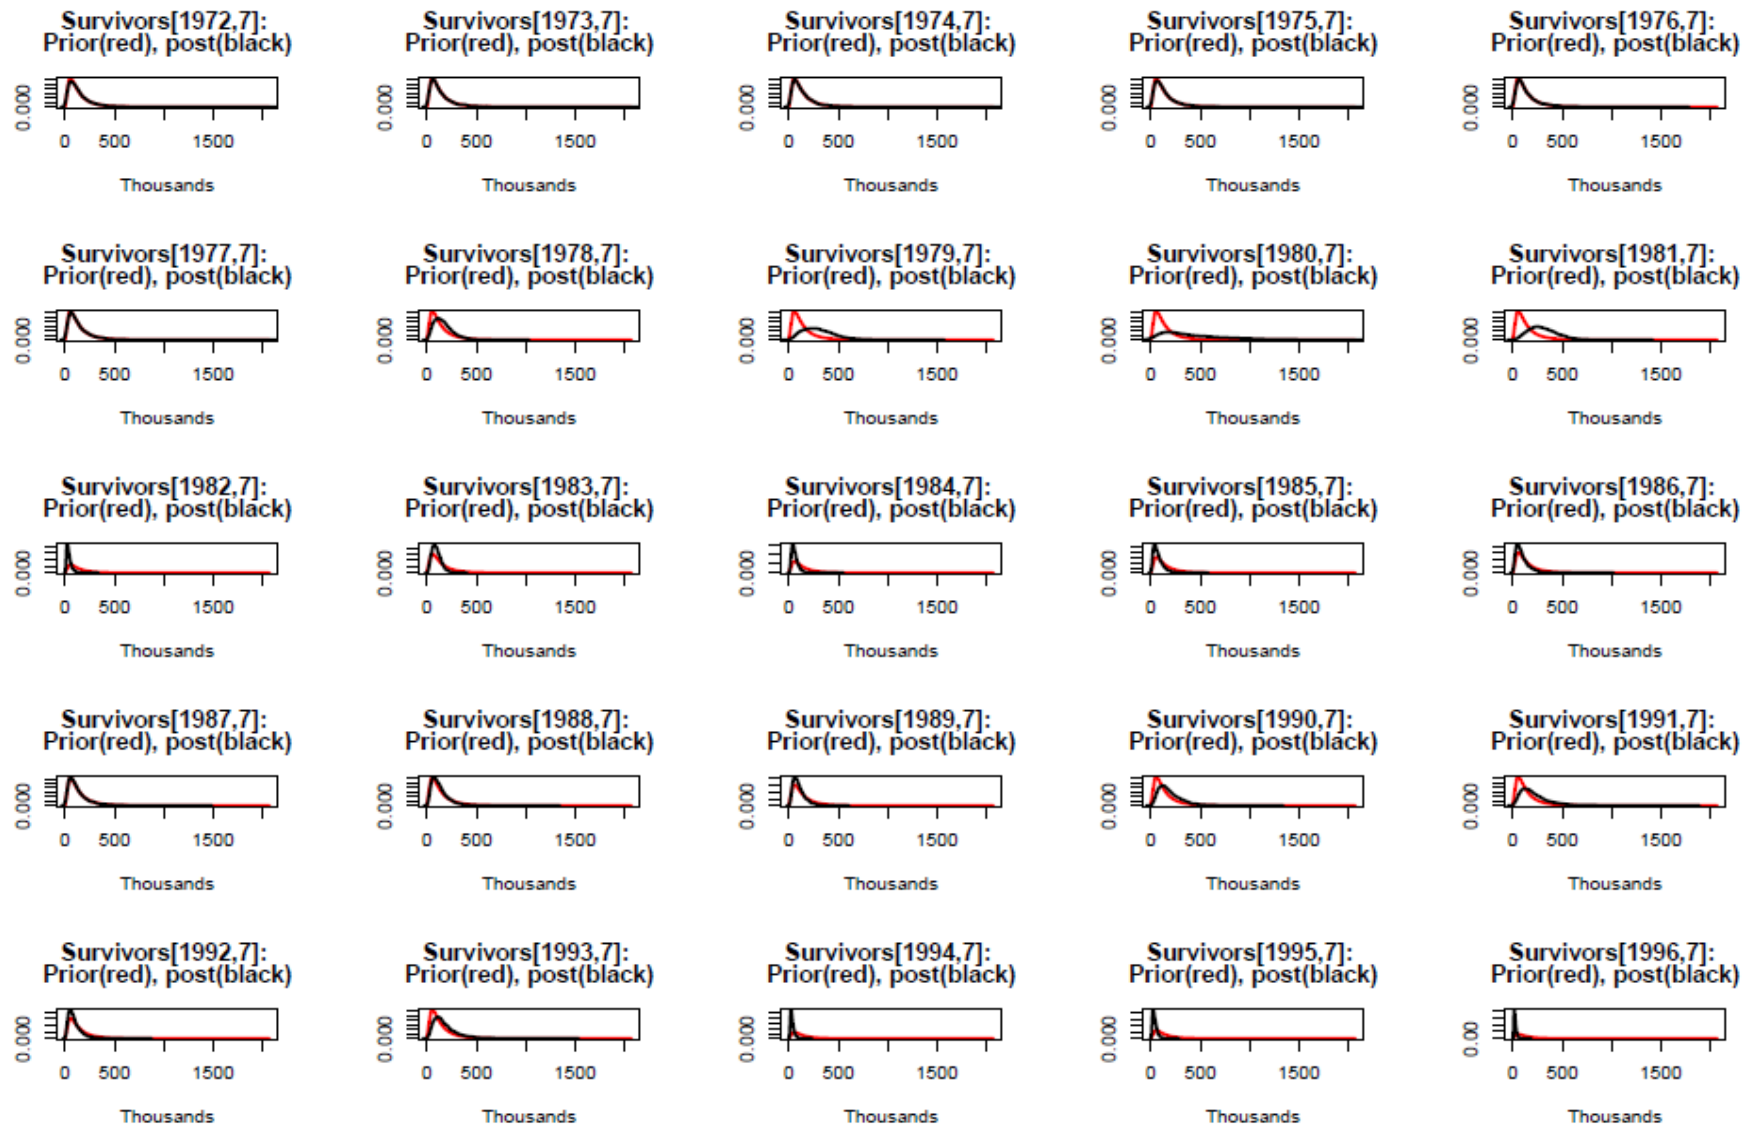 Survivors[1972,7]: Survivors[1973,7]: Survivors[1974,7]: Survivors[1975,7]: Survivors[1976,7]:
Prior(red), post(black) Prior(red), post(black) Prior(red), post(black) Prior(red), post(black) Prior(red), post(black)
0.000 0.000 0.000 0.000 0.000
0 500 1500 0 500 1500 0 500 1500 0 500 1500 0 500 1500
Thousands Thousands Thousands Thousands Thousands
Survivors[1977,7]: Survivors[1978,7]: Survivors[1979,7]: Survivors[1980,7]: Survivors[1981,7]:
Prior(red), post(black) Prior(red), post(black) Prior(red), post(black) Prior(red), post(black) Prior(red), post(black)
0.000 0.000 0.000 0.000 0.000
0 500 1500 0 500 1500 0 500 1500 0 500 1500 0 500 1500
Thousands Thousands Thousands Thousands Thousands
Survivors[1982,7]: Survivors[1983,7]: Survivors[1984,7]: Survivors[1985,7]: Survivors[1986,7]:
Prior(red), post(black) Prior(red), post(black) Prior(red), post(black) Prior(red), post(black) Prior(red), post(black)
0.000 0.000 0.000 0.000 0.000
0 500 1500 0 500 1500 0 500 1500 0 500 1500 0 500 1500
Thousands Thousands Thousands Thousands Thousands
Survivors[1987,7]: Survivors[1988,7]: Survivors[1989,7]: Survivors[1990,7]: Survivors[1991,7]:
Prior(red), post(black) Prior(red), post(black) Prior(red), post(black) Prior(red), post(black) Prior(red), post(black)
0.000 0.000 0.000 0.000 0.000
0 500 1500 0 500 1500 0 500 1500 0 500 1500 0 500 1500
Thousands Thousands Thousands Thousands Thousands
Survivors[1992,7]: Survivors[1993,7]: Survivors[1994,7]: Survivors[1995,7]: Survivors[1996,7]:
Prior(red), post(black) Prior(red), post(black) Prior(red), post(black) Prior(red), post(black) Prior(red), post(black)
0.000 0.000 0.000 0.000 0.00
0 500 1500 0 500 1500 0 500 1500 0 500 1500 0 500 1500
Thousands Thousands Thousands Thousands Thousands